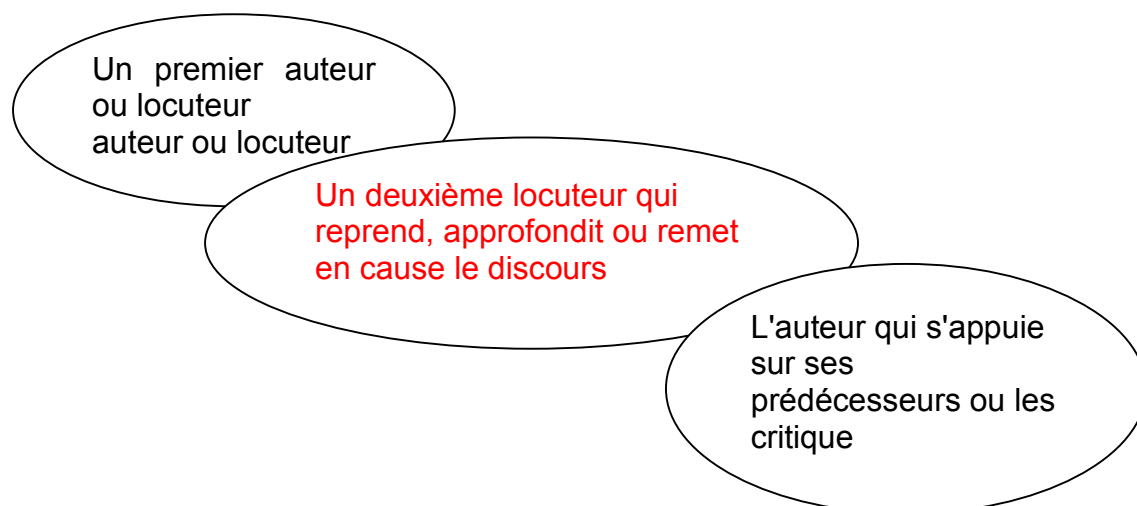 Un premier auteur
ou locuteur
auteur ou locuteur
Un deuxième locuteur qui
reprend, approfondit ou remet
en cause le discours
L'auteur qui s'appuie
sur ses
prédécesseurs ou les
critique